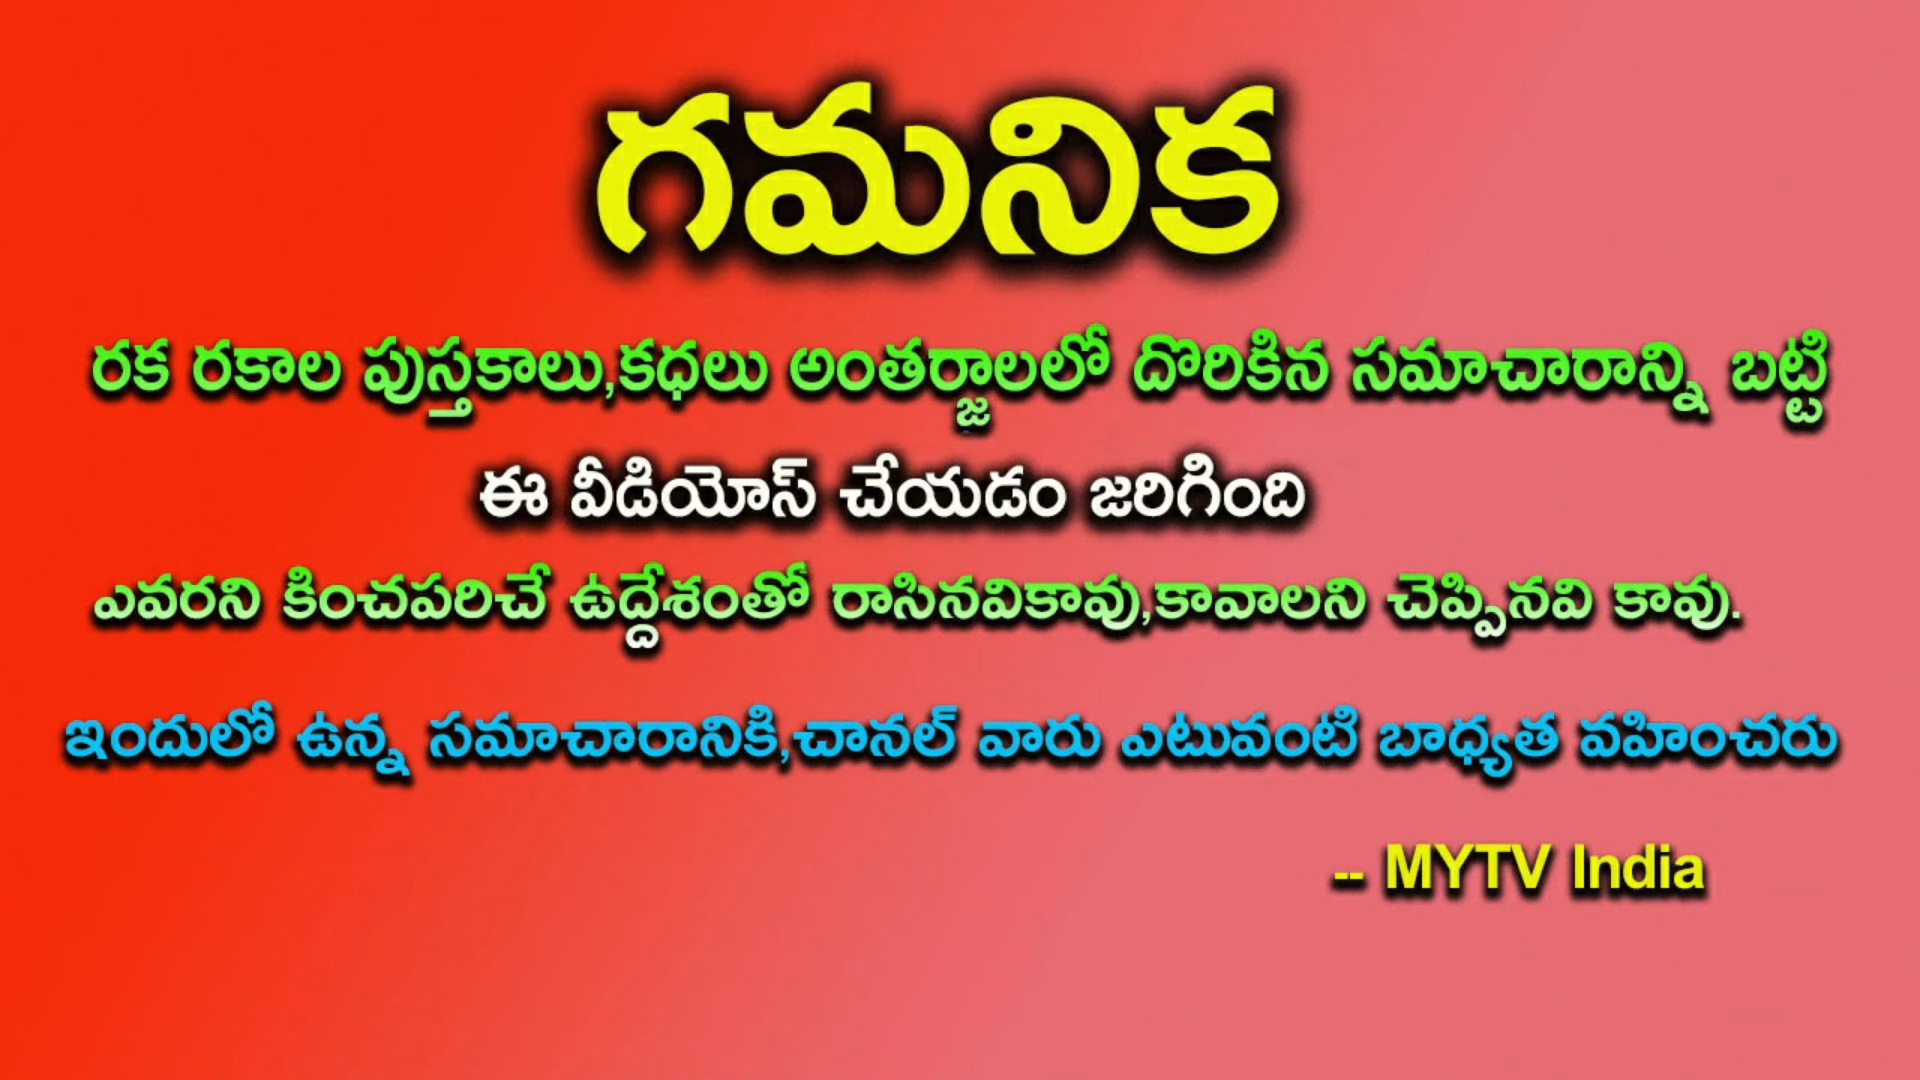 గమనిక
రక రకాల పుస్తకాలు,కధలు అంతర్జాలలో దొరికిన సమాచారాన్ని బట్టి
ఈ వీడియోస్ చేయడం జరిగింది
ఎవరని కించపరిచే ఉద్దేశంతో రాసినవికావు,కావాలని చెప్పినవి కావు.
ఇందులో ఉన్న సమాచారానికి,చానల్ వారు ఎటువంటి బాధ్యత వహించరు
-- MYTV India